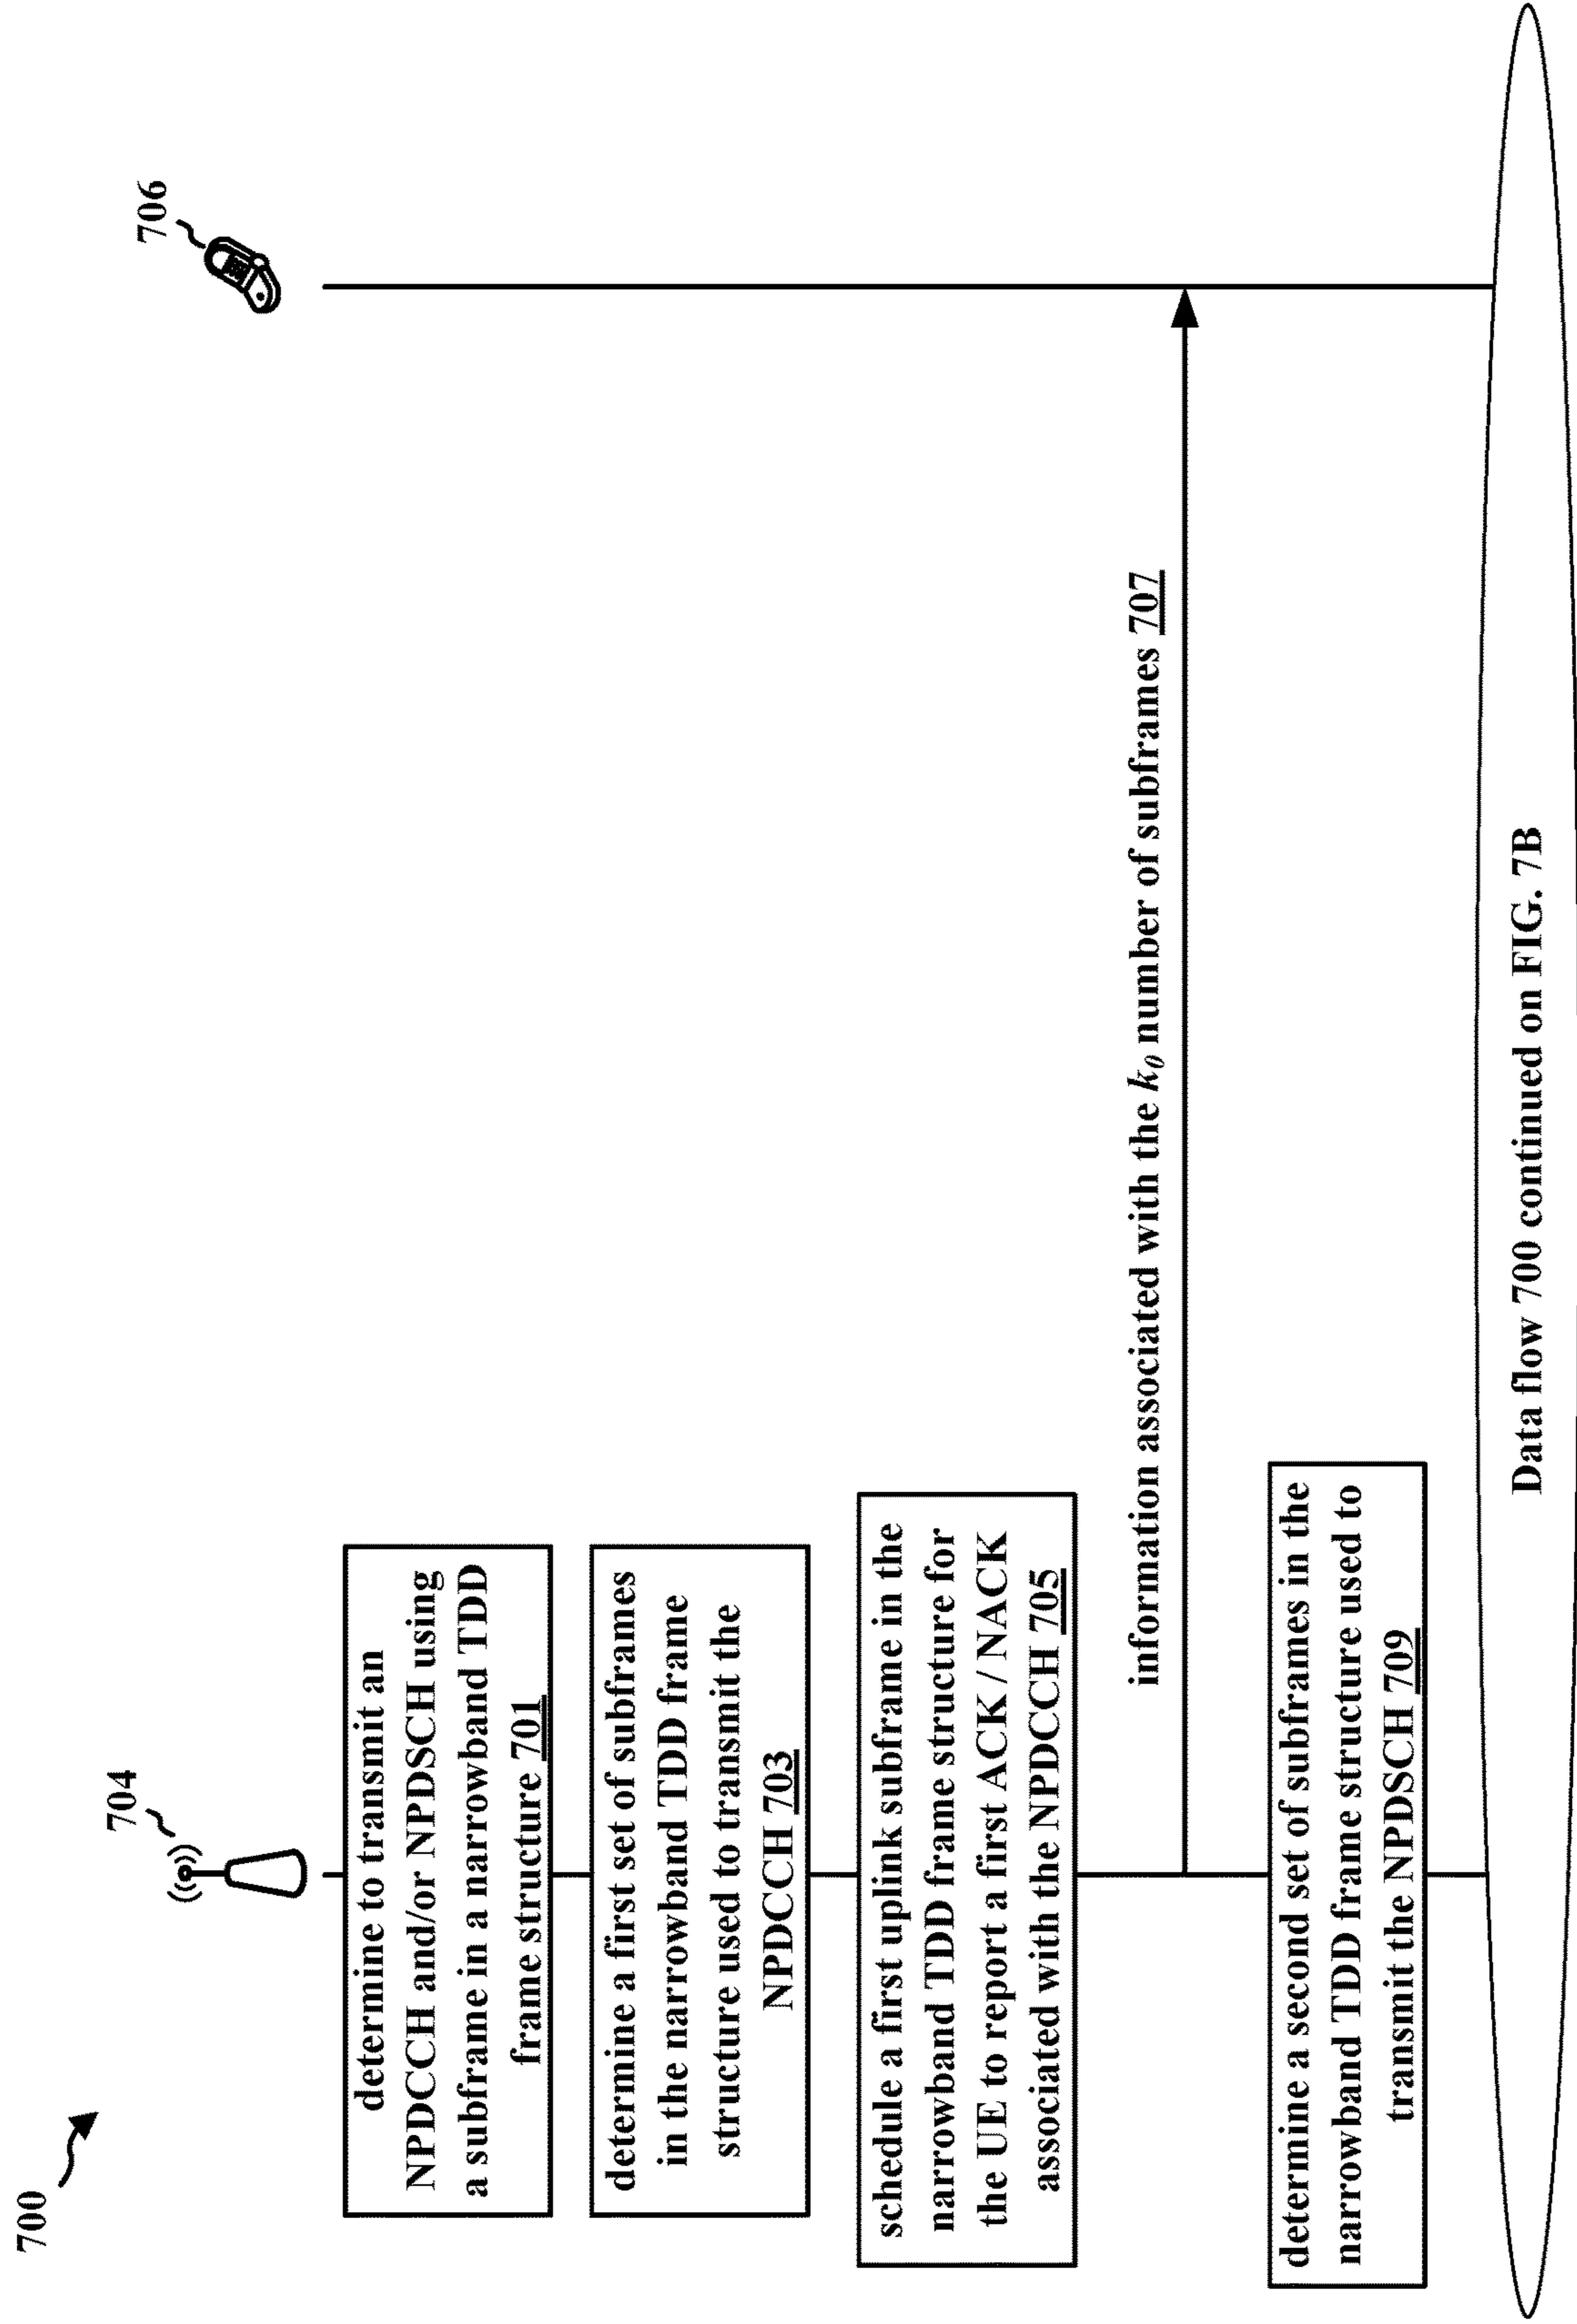 700
704
706
determine to transmit an
NPDCCH and/or NPDSCH using
a subframe in a narrowband TDD
frame structure 701
determine a first set of subframes
in the narrowband TDD frame
structure used to transmit the
NPDCCH 703
schedule a first uplink subframe in the
narrowband TDD frame structure for
the UE to report a first ACK / NACK
associated with the NPDCCH 705
information associated with the k0 number of subframes 707
determine a second set of subframes in the
narrowband TDD frame structure used to
transmit the NPDSCH 709
Data flow 700 continued on FIG. 7B